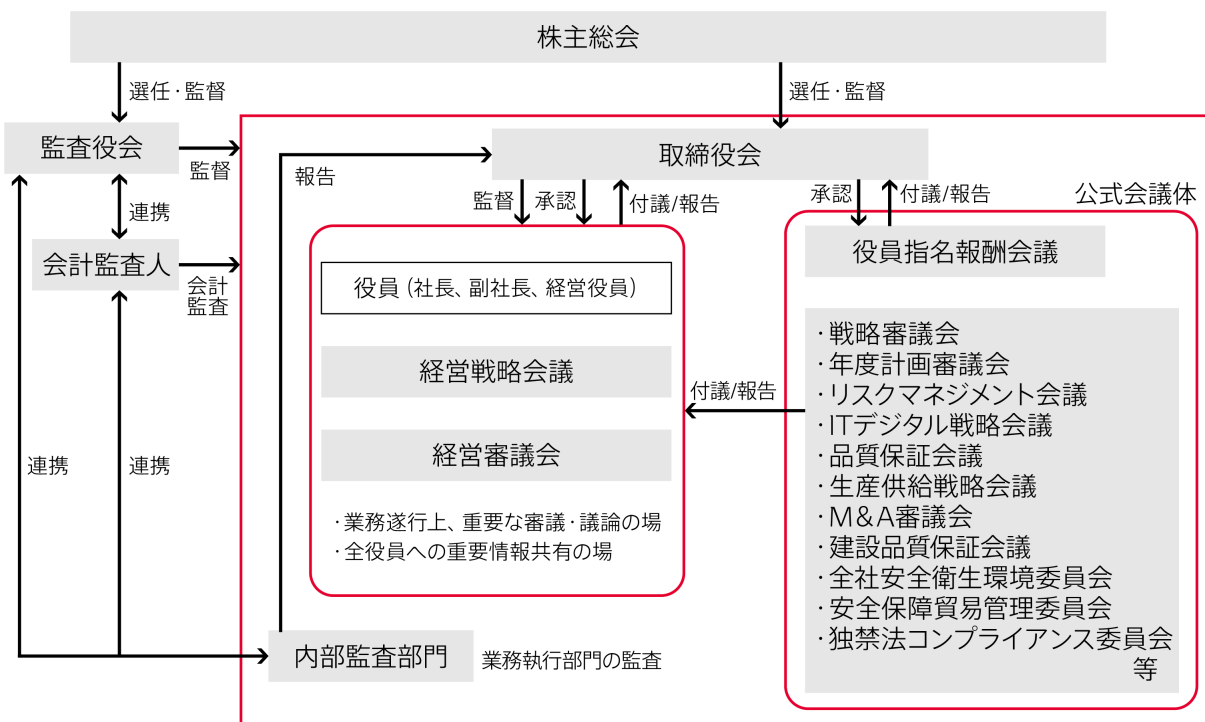 株主総会
選任・監督
選任・監督
監査役会
監督
取締役会
報告
監督
承認
付議/報告
承認
付議/報告
公式会議体
連携
会計監査人
会計
監査
役員指名報酬会議
役員（社長、副社長、経営役員）
経営戦略会議
経営審議会
・業務遂行上、重要な審議・議論の場
・全役員への重要情報共有の場
付議/報告
・戦略審議会
・年度計画審議会
・リスクマネジメント会議
・ITデジタル戦略会議
・品質保証会議
・生産供給戦略会議
・M&A審議会
・建設品質保証会議
・全社安全衛生環境委員会
・安全保障貿易管理委員会
・独禁法コンプライアンス委員会
等
連携
連携
内部監査部門
業務執行部門の監査